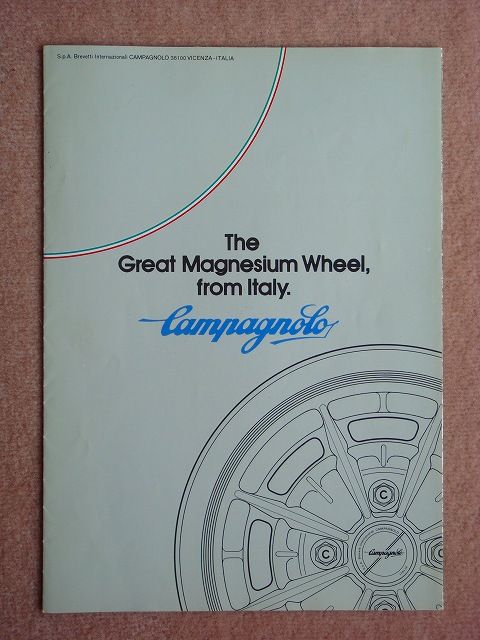 S.p.A. Brevetti Internazionali CAMPAGNOLO 36100 VICENZA - ITALIA
The
Great Magnesium Wheel,
from Italy.
Campagnolo
C
C
Campagnolo